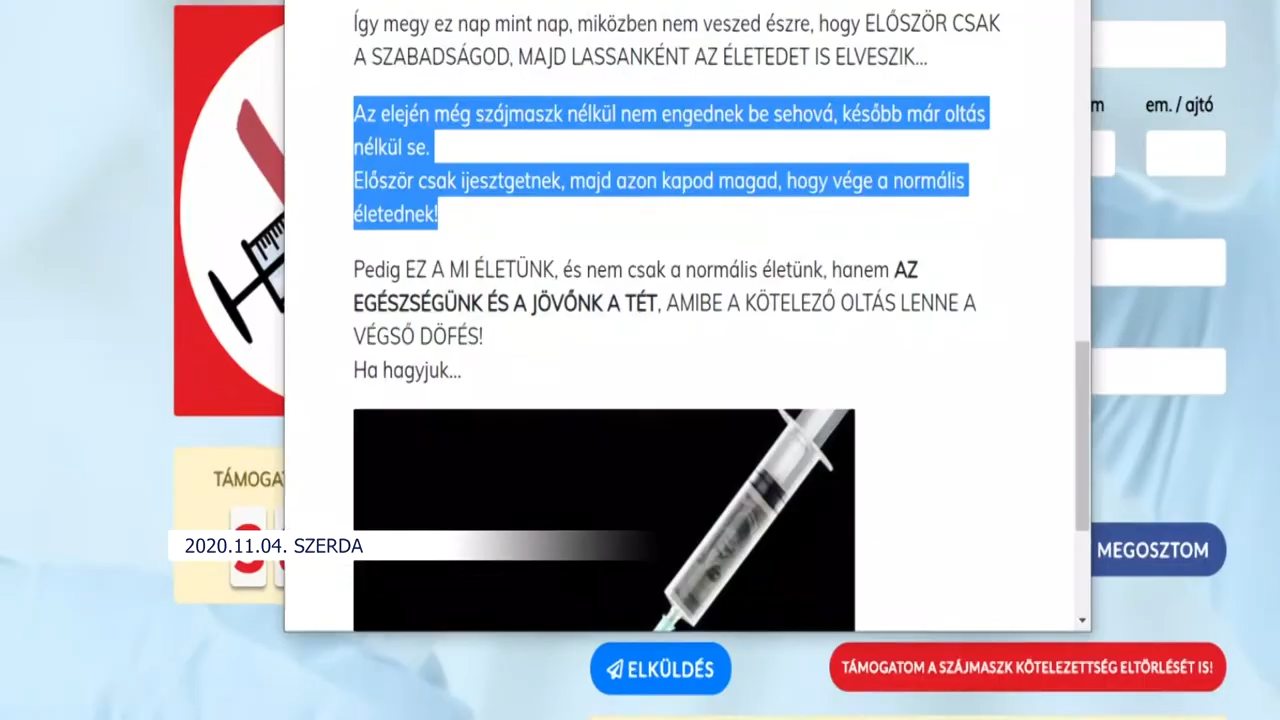 Így megy ez nap mint nap, miközben nem veszed észre, hogy ELŐSZÖR CSAK
A SZABADSÁGOD, MAJD LASSANKÉNT AZ ÉLETEDET IS ELVESZIK...
Az elején még szájmaszk nélkül nem engednek be sehová, később már oltás
nélkül se.
Először csak ijesztgetnek, majd azon kapod magad, hogy vége a normális
életednek!
Pedig EZ A MI ÉLETÜNK, és nem csak a normális életünk, hanem AZ
EGÉSZSÉGÜNK ÉS A JÖVŐNK A TÉT, AMIBE A KÖTELEZŐ OLTÁS LENNE A
VÉGSŐ DÖFÉS!
Ha hagyjuk...
m
em. / ajtó
TÁMOGA
2020.11.04. SZERDA
MEGOSZTOM
ELKÜLDÉS
TÁMOGATOM A SZÁJMASZK KÖTELEZETTSÉG ELTÖRLÉSÉT IS!